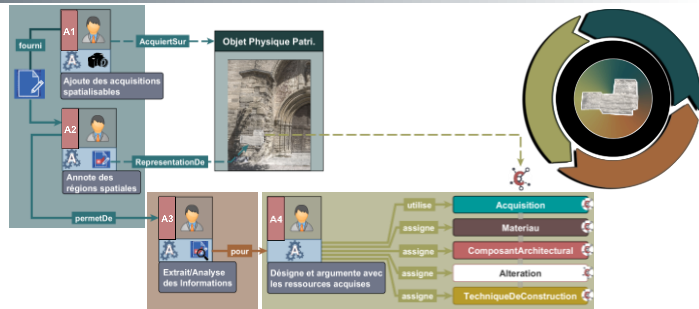 A1
AcquiertSur
Objet Physique Patri.
fourni
Ajoute des acquisitions
spatialisables
A2
RepresentationDe
Annote des
régions spatiales
permetDe
A3
pour
Extrait/Analyse
des Informations
A4
Désigne et argumente avec
les ressources acquises
utilise
Acquisition
assigne
Materiau
assigne
ComposantArchitectural
assigne
Alteration
assigne
TechniqueDeConstruction